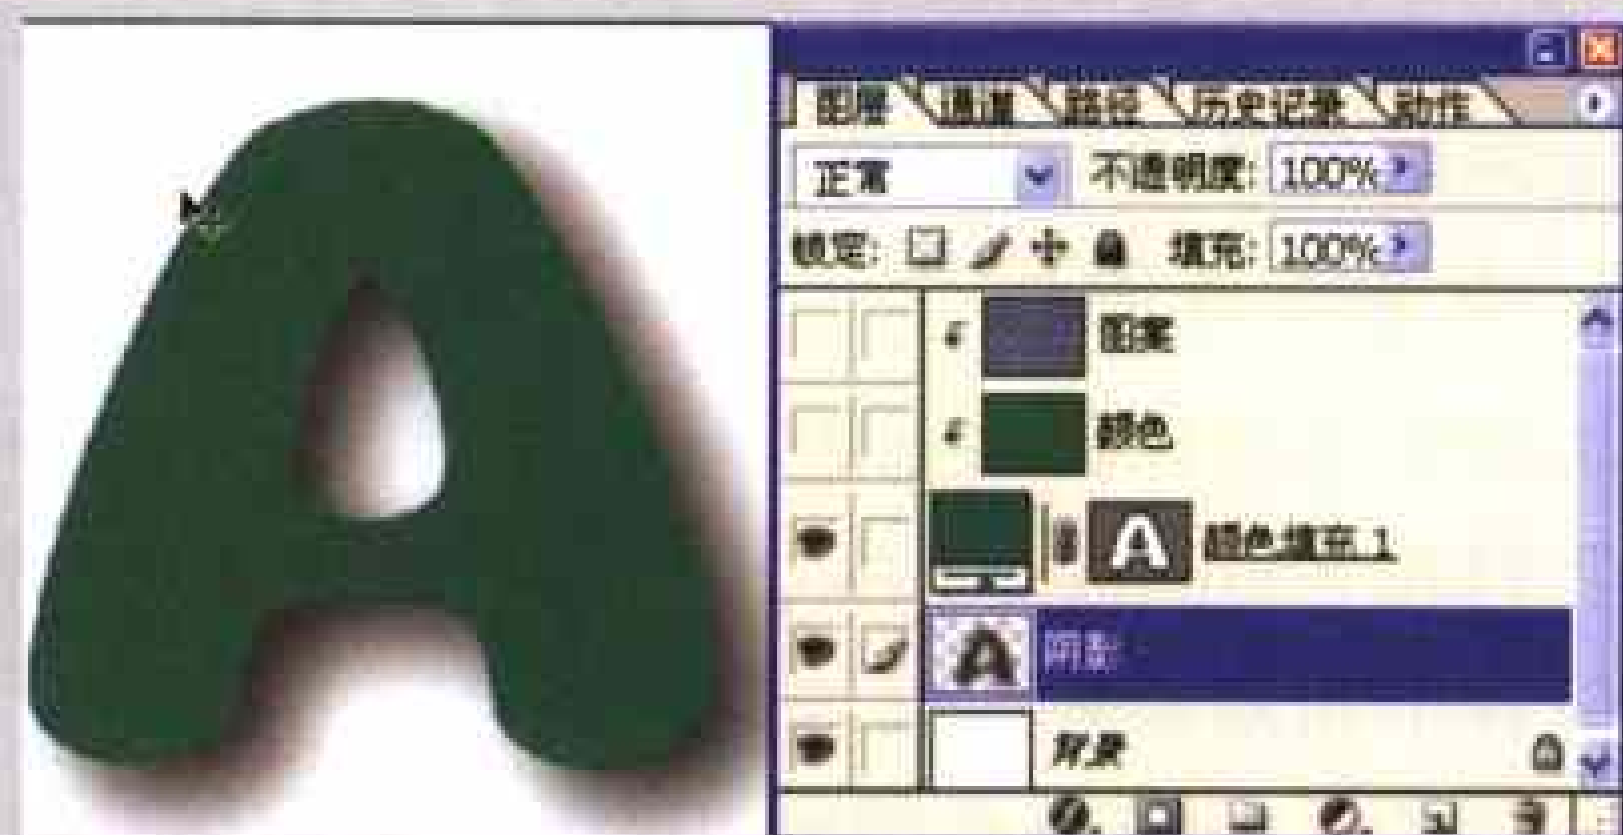 A
图层 通道 路径 历史记录 动作
正常 不透明度: 100%
锁定: 填充: 100%
图案
颜色
A 颜色填充 1
A 阴影
背景